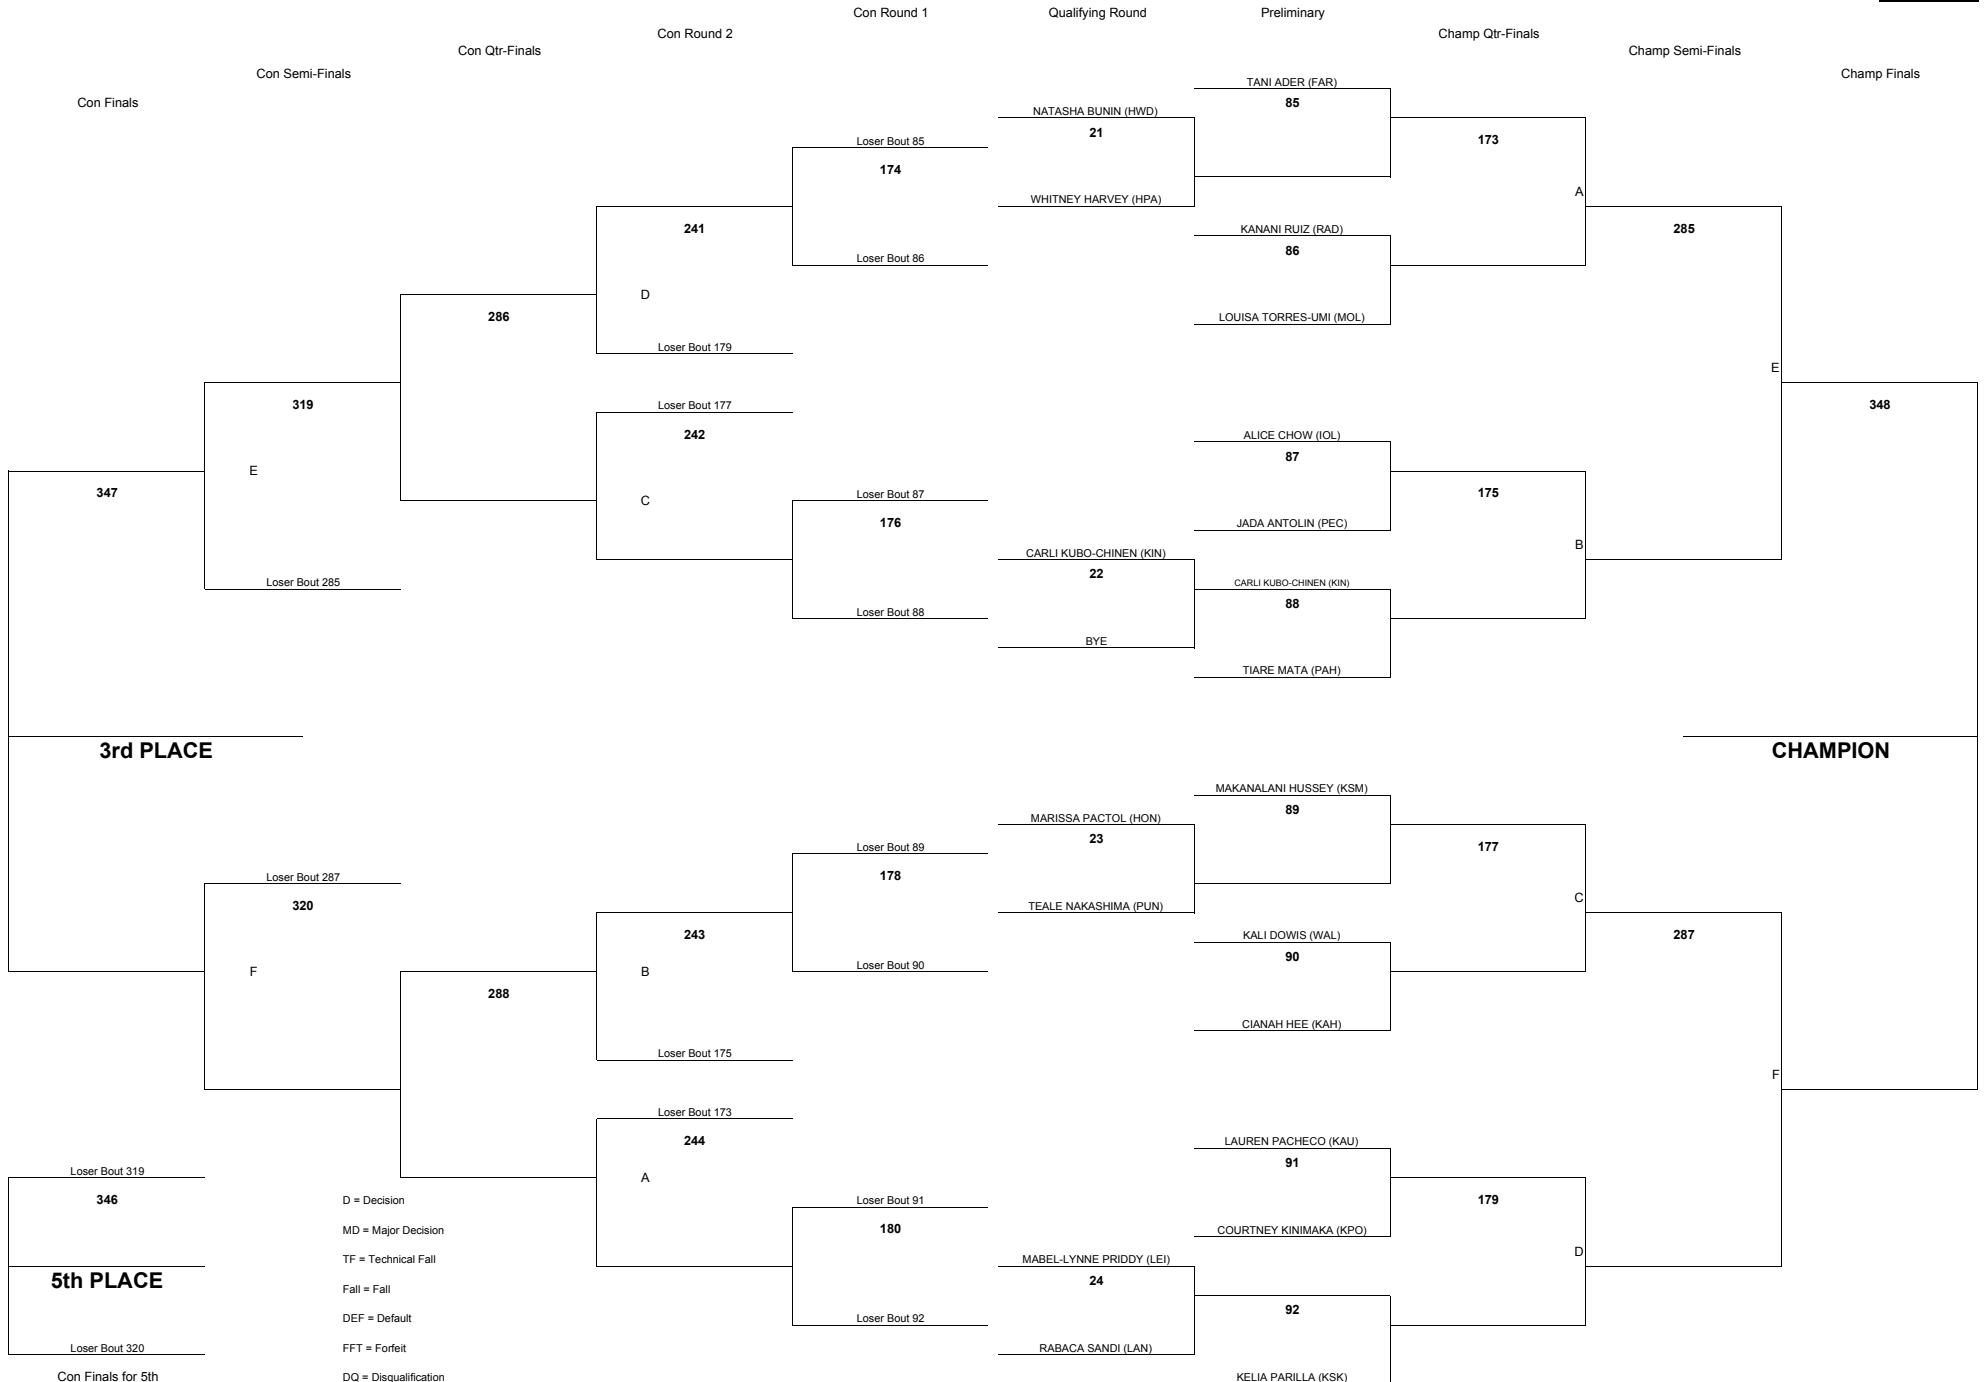 Con Round 1
Qualifying Round
Preliminary
Con Round 2
Champ Qtr-Finals
Con Qtr-Finals
Champ Semi-Finals
Con Semi-Finals
Champ Finals
Con Finals
TANI ADER (FAR)
85
NATASHA BUNIN (HWD)
21
Loser Bout 85
173
174
A
WHITNEY HARVEY (HPA)
241
KANANI RUIZ (RAD)
285
86
Loser Bout 86
D
286
LOUISA TORRES-UMI (MOL)
Loser Bout 179
E
319
Loser Bout 177
348
242
ALICE CHOW (IOL)
87
E
347
Loser Bout 87
175
C
176
JADA ANTOLIN (PEC)
B
CARLI KUBO-CHINEN (KIN)
22
Loser Bout 285
CARLI KUBO-CHINEN (KIN)
88
Loser Bout 88
BYE
TIARE MATA (PAH)
3rd PLACE
CHAMPION
MAKANALANI HUSSEY (KSM)
89
MARISSA PACTOL (HON)
23
Loser Bout 89
177
Loser Bout 287
178
C
320
TEALE NAKASHIMA (PUN)
243
KALI DOWIS (WAL)
287
90
F
B
Loser Bout 90
288
CIANAH HEE (KAH)
Loser Bout 175
F
Loser Bout 173
244
LAUREN PACHECO (KAU)
91
Loser Bout 319
A
346
D = Decision
Loser Bout 91
179
180
MD = Major Decision
COURTNEY KINIMAKA (KPO)
D
TF = Technical Fall
MABEL-LYNNE PRIDDY (LEI)
5th PLACE
24
Fall = Fall
92
DEF = Default
Loser Bout 92
Loser Bout 320
FFT = Forfeit
RABACA SANDI (LAN)
Con Finals for 5th
DQ = Disqualification
KELIA PARILLA (KSK)